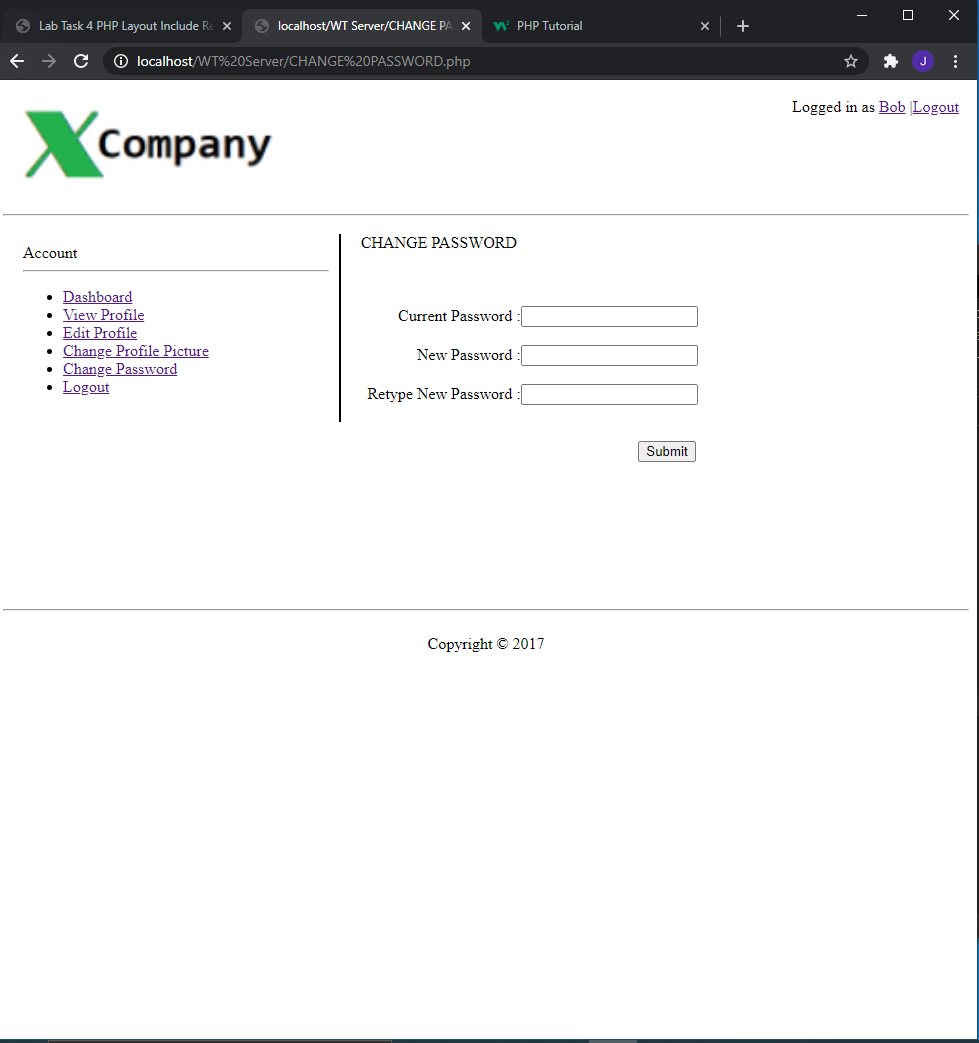 Lab Task 4 PHP Layout Include Re
localhost/WT Server/CHANGE PA
PHP Tutorial
localhost/WT%20Server/CHANGE%20PASSWORD.php
J
X Company
Logged in as Bob |Logout
Account
Dashboard
View Profile
Edit Profile
Change Profile Picture
Change Password
Logout
CHANGE PASSWORD
Current Password :
New Password :
Retype New Password :
Submit
Copyright © 2017